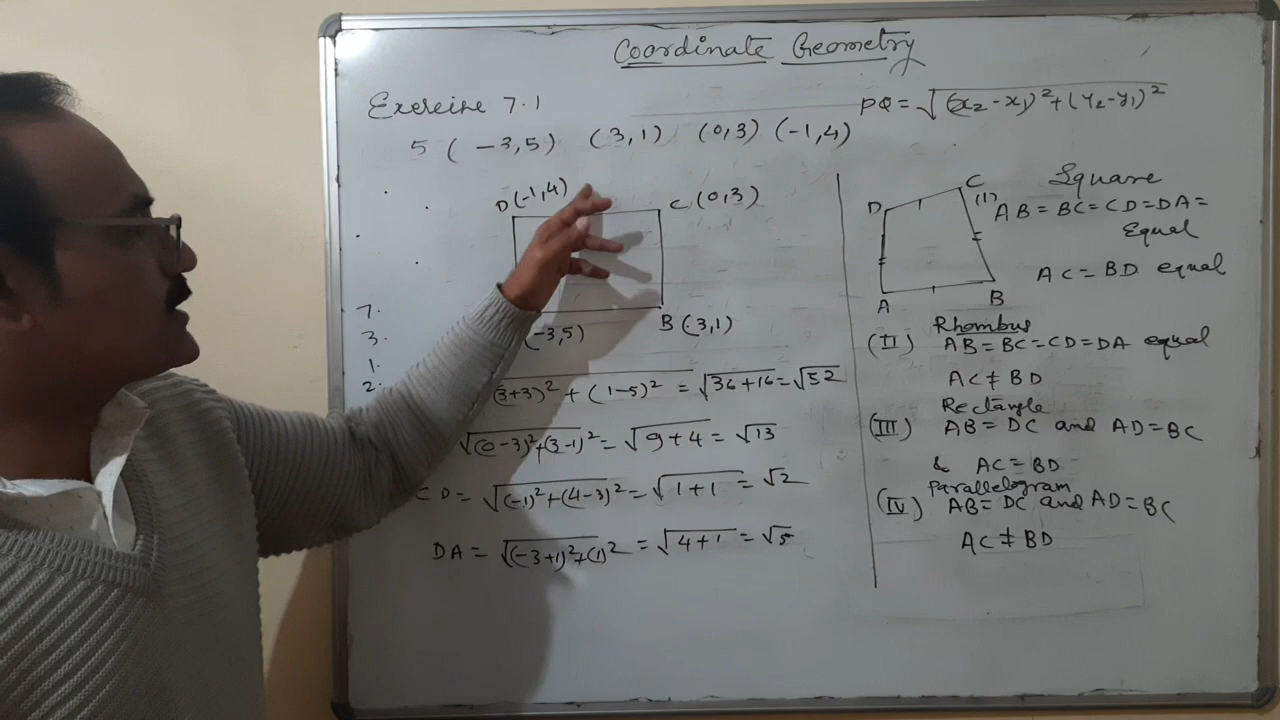 Coordinate Geometry
Exercise 7.1
PQ = √(x₂-x₁)²+(y₂-y₁)²
5 (-3,5) (3,1) (0,3) (-1,4)
D(-1,4)
C(0,3)
B(3,1)
(-3,5)
7.
3.
1.
2.
(3+3)² + (1-5)² = √36+16 = √52
√(0-3)²+(3-1)² = √9+4 = √13
CD = √(-1)²+(4-3)² = √1+1 = √2
DA = √(-3+1)²+(1)² = √4+1 = √5
D
C
A
B
Square
(I) AB = BC = CD = DA =
Equal
AC = BD equal
Rhombus
(II) AB = BC = CD = DA equal
AC ≠ BD
Rectangle
(III) AB = DC and AD = BC
& AC = BD
Parallelogram
(IV) AB = DC and AD = BC
AC ≠ BD